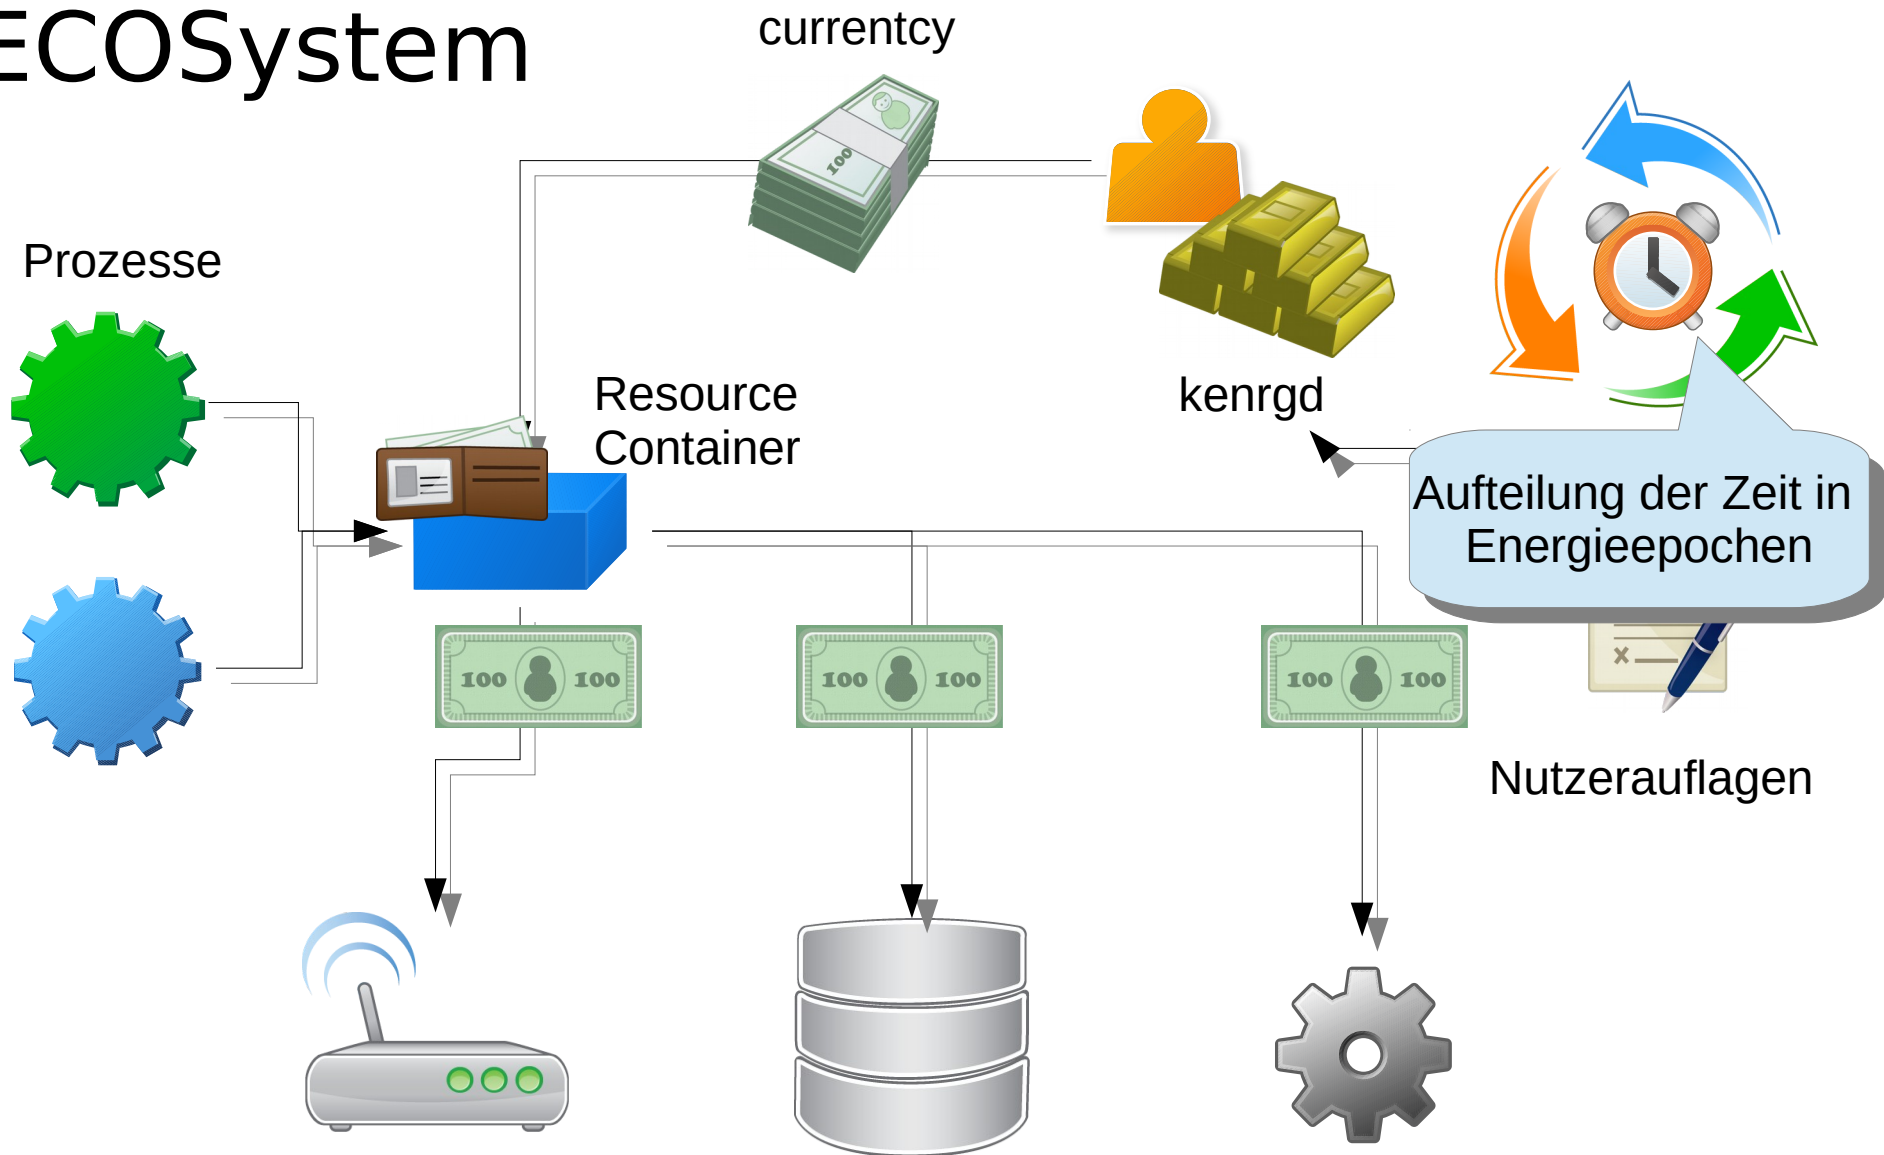 ECOSystem
currentcy
100
Prozesse
Resource
Container
kenrgd
Aufteilung der Zeit in
Energieepochen
100 100
100 100
100 100
x
Nutzerauflagen